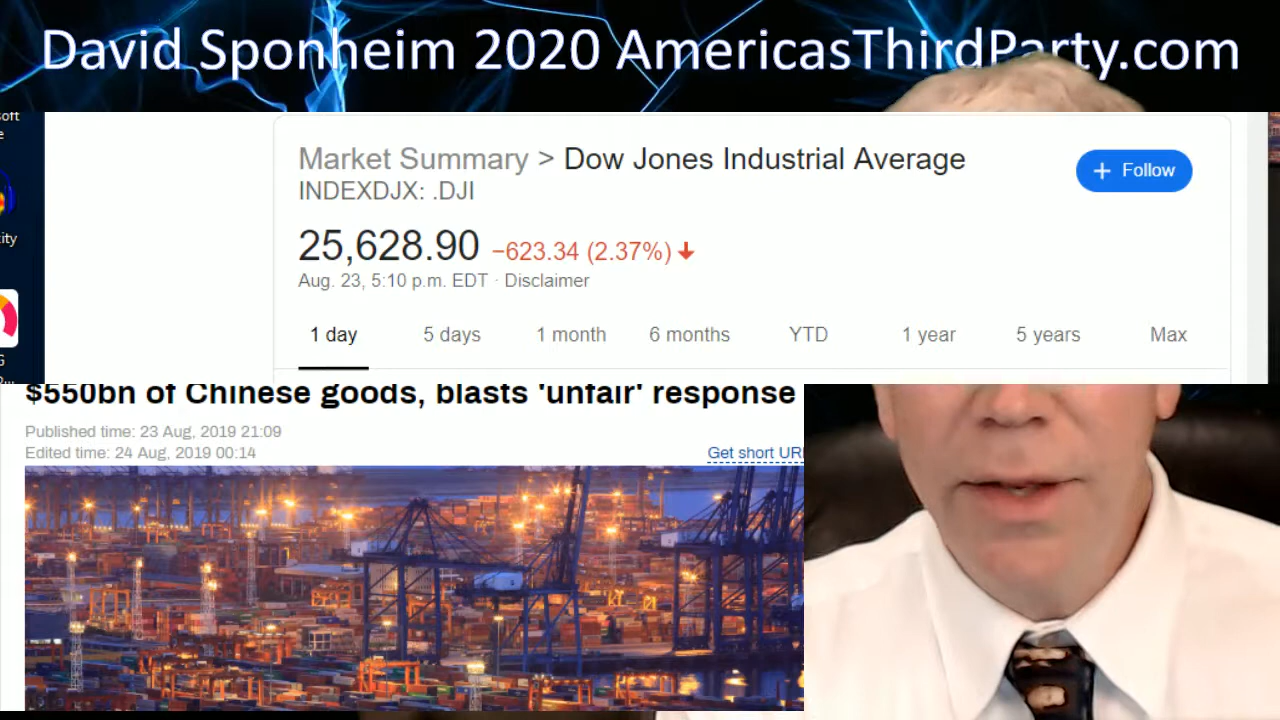 David Sponheim 2020 AmericasThirdParty.com
soft
e
ity
G
Market Summary > Dow Jones Industrial Average
+ Follow
INDEXDJX: .DJI
25,628.90 −623.34 (2.37%)
Aug. 23, 5:10 p.m. EDT · Disclaimer
1 day 5 days 1 month 6 months YTD 1 year 5 years Max
$550bn of Chinese goods, blasts 'unfair' response
Published time: 23 Aug, 2019 21:09
Edited time: 24 Aug, 2019 00:14
Get short UR